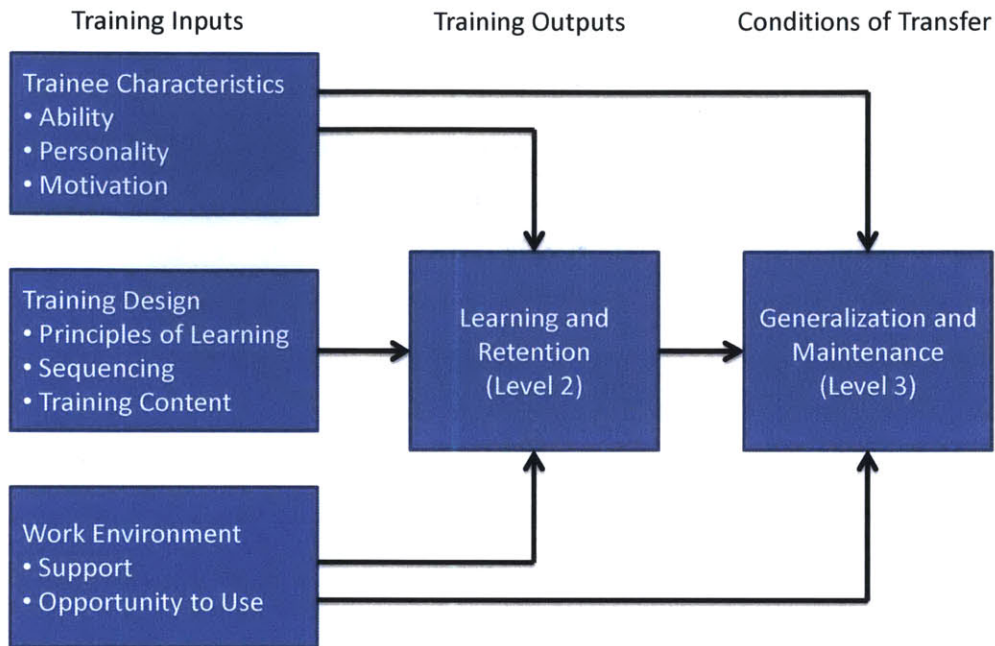 Training Inputs
Training Outputs
Conditions of Transfer
Trainee Characteristics
• Ability
• Personality
• Motivation
Training Design
• Principles of Learning
• Sequencing
• Training Content
Work Environment
• Support
• Opportunity to Use
Learning and
Retention
(Level 2)
Generalization and
Maintenance
(Level 3)